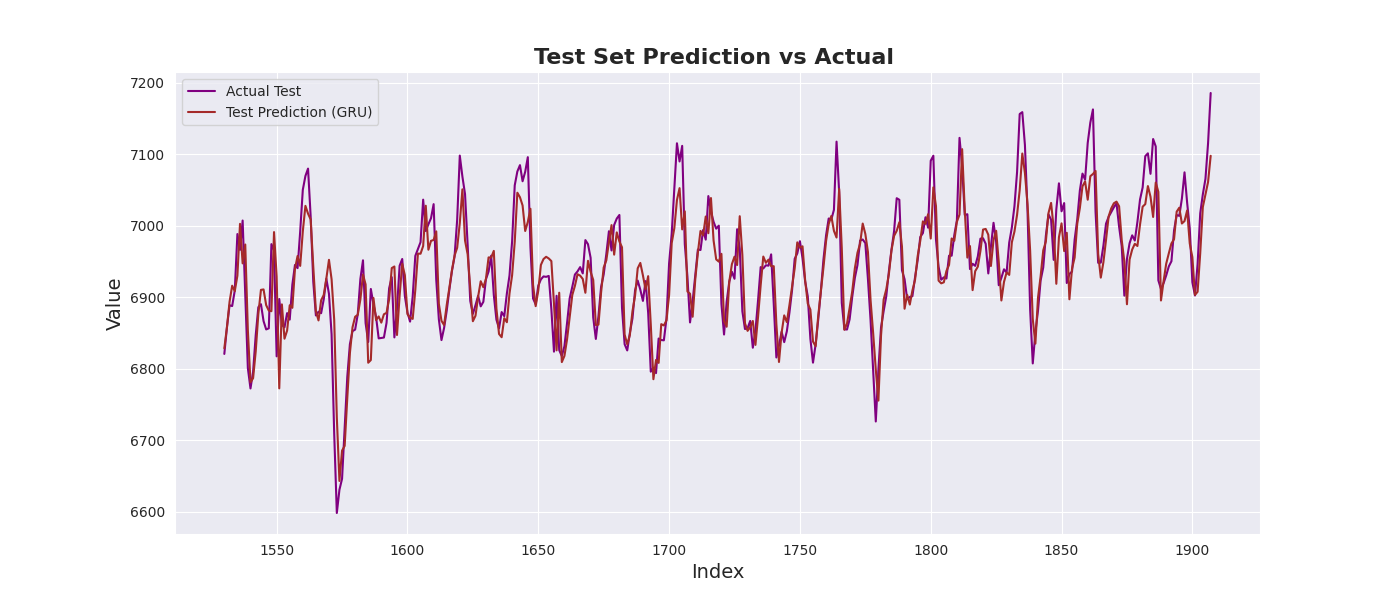 Test Set Prediction vs Actual
Actual Test
Test Prediction (GRU)
7200
7100
7000
6900
6800
6700
6600
Value
1550 1600 1650 1700 1750 1800 1850 1900
Index